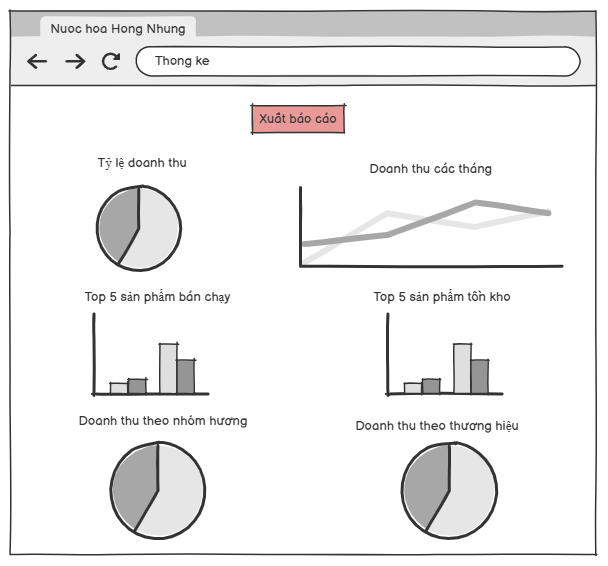 Nuoc hoa Hong Nhung
Thong ke
Xuất báo cáo
Tỷ lệ doanh thu
Doanh thu các tháng
Top 5 sản phẩm bán chạy
Top 5 sản phẩm tồn kho
Doanh thu theo nhóm hương
Doanh thu theo thương hiệu